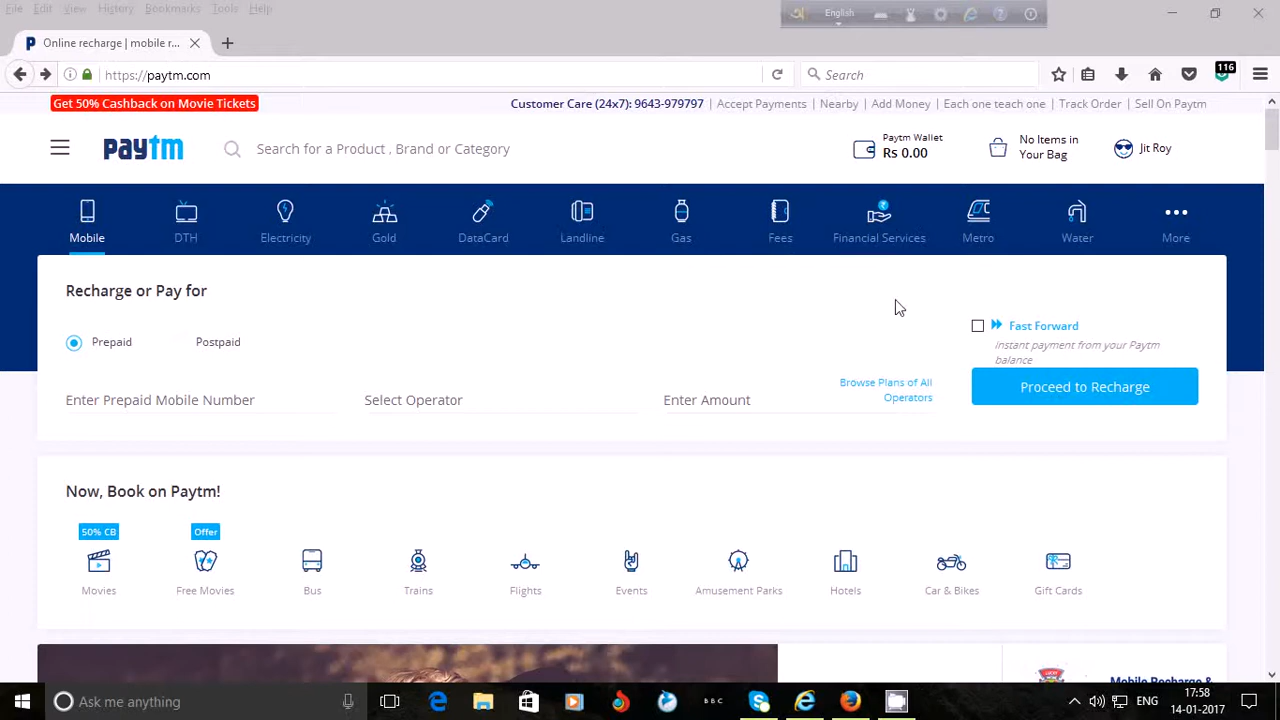 File Edit View History Bookmarks Tools Help
English
Online recharge | mobile r...
https://paytm.com
Search
116
Get 50% Cashback on Movie Tickets
Customer Care (24x7): 9643-979797 | Accept Payments | Nearby | Add Money | Each one teach one | Track Order | Sell On Paytm
paytm
Search for a Product , Brand or Category
Paytm Wallet
Rs 0.00
No Items in
Your Bag
Jit Roy
Mobile DTH Electricity Gold DataCard Landline Gas Fees Financial Services Metro Water More
Recharge or Pay for
Prepaid Postpaid
Fast Forward
Instant payment from your Paytm
balance
Enter Prepaid Mobile Number Select Operator Enter Amount
Browse Plans of All
Operators
Proceed to Recharge
Now, Book on Paytm!
50% CB Offer
Movies Free Movies Bus Trains Flights Events Amusement Parks Hotels Car & Bikes Gift Cards
Mobile Recharge &
Ask me anything
BBC
ENG
17:58
14-01-2017